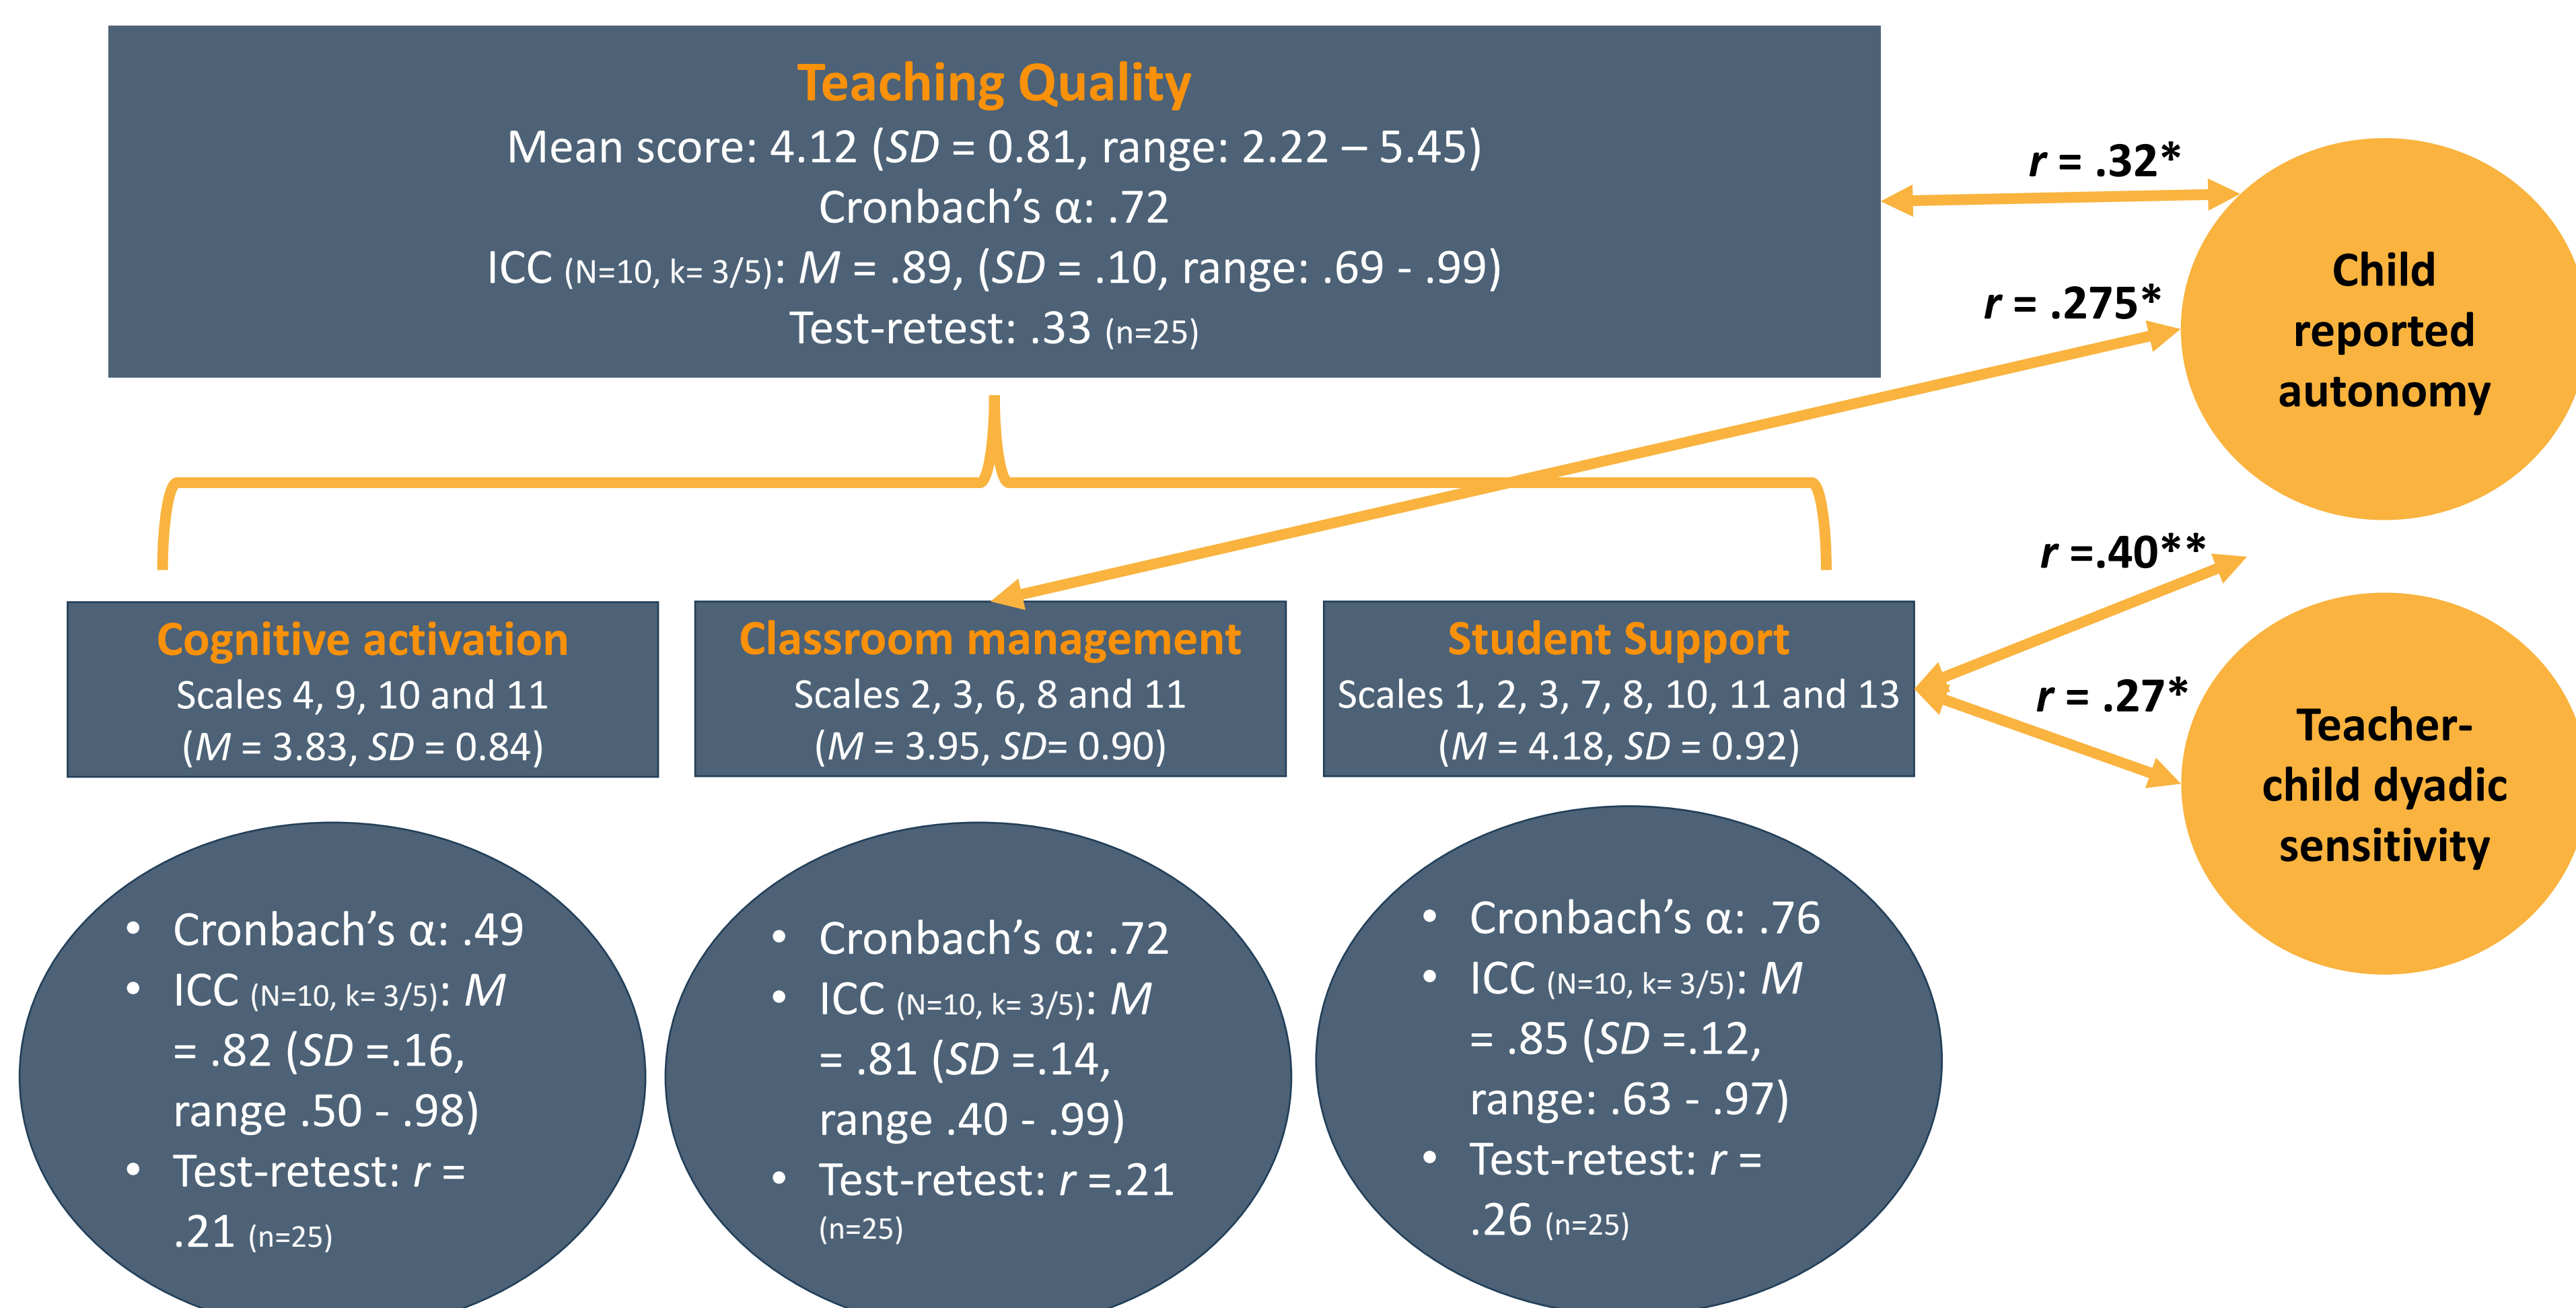 Teaching Quality
Mean score: 4.12 (SD = 0.81, range: 2.22 – 5.45)
Cronbach’s α: .72
ICC (N=10, k= 3/5): M = .89, (SD = .10, range: .69 - .99)
Test-retest: .33 (n=25)
r = .32*
r = .275*
Child
reported
autonomy
r =.40**
r = .27*
Teacher-
child dyadic
sensitivity
Cognitive activation
Scales 4, 9, 10 and 11
(M = 3.83, SD = 0.84)
Classroom management
Scales 2, 3, 6, 8 and 11
(M = 3.95, SD= 0.90)
Student Support
Scales 1, 2, 3, 7, 8, 10, 11 and 13
(M = 4.18, SD = 0.92)
• Cronbach’s α: .49
• ICC (N=10, k= 3/5): M
= .82 (SD =.16,
range .50 - .98)
• Test-retest: r =
.21 (n=25)
• Cronbach’s α: .72
• ICC (N=10, k= 3/5): M
= .81 (SD =.14,
range .40 - .99)
• Test-retest: r =.21
(n=25)
• Cronbach’s α: .76
• ICC (N=10, k= 3/5): M
= .85 (SD =.12,
range: .63 - .97)
• Test-retest: r =
.26 (n=25)